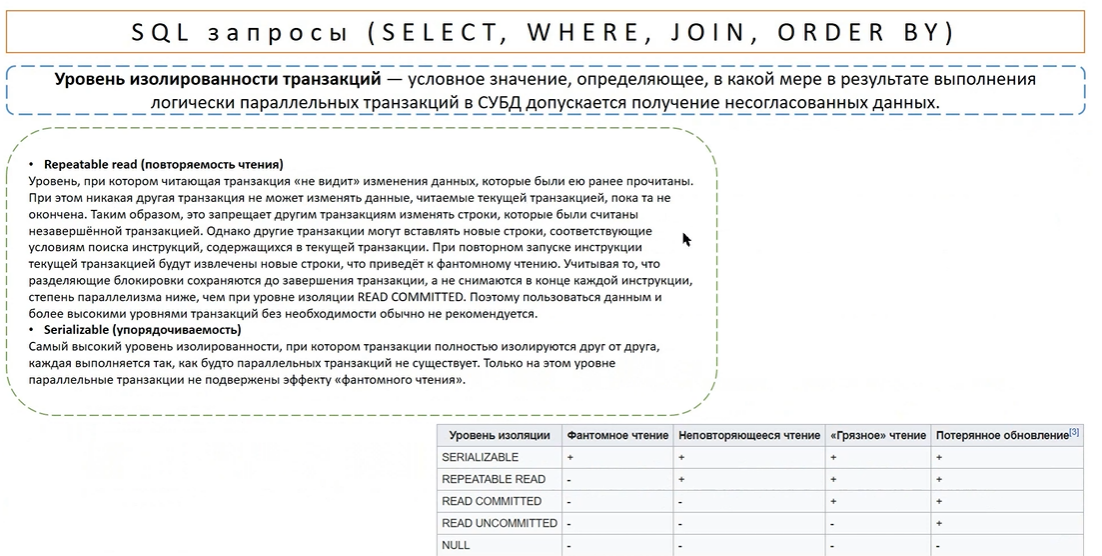 SQL запросы (SELECT, WHERE, JOIN, ORDER BY)
Уровень изолированности транзакций — условное значение, определяющее, в какой мере в результате выполнения
логически параллельных транзакций в СУБД допускается получение несогласованных данных.
• Repeatable read (повторяемость чтения)
Уровень, при котором читающая транзакция «не видит» изменения данных, которые были ею ранее прочитаны.
При этом никакая другая транзакция не может изменять данные, читаемые текущей транзакцией, пока та не
окончена. Таким образом, это запрещает другим транзакциям изменять строки, которые были считаны
незавершённой транзакцией. Однако другие транзакции могут вставлять новые строки, соответствующие
условиям поиска инструкций, содержащихся в текущей транзакции. При повторном запуске инструкции
текущей транзакцией будут извлечены новые строки, что приведёт к фантомному чтению. Учитывая то, что
разделяющие блокировки сохраняются до завершения транзакции, а не снимаются в конце каждой инструкции,
степень параллелизма ниже, чем при уровне изоляции READ COMMITTED. Поэтому пользоваться данным и
более высокими уровнями транзакций без необходимости обычно не рекомендуется.
• Serializable (упорядочиваемость)
Самый высокий уровень изолированности, при котором транзакции полностью изолируются друг от друга,
каждая выполняется так, как будто параллельных транзакций не существует. Только на этом уровне
параллельные транзакции не подвержены эффекту «фантомного чтения».
Уровень изоляции Фантомное чтение Неповторяющееся чтение «Грязное» чтение Потерянное обновление[3]
SERIALIZABLE + + + +
REPEATABLE READ - + + +
READ COMMITTED - - + +
READ UNCOMMITTED - - - +
NULL - - - -